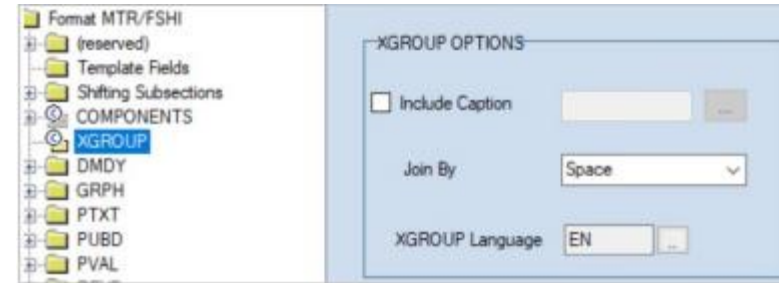 Format MTR/FSHI
(reserved)
Template Fields
Shifting Subsections
COMPONENTS
XGROUP
DMDY
GRPH
PTXT
PUBD
PVAL
XGROUP OPTIONS
Include Caption
...
Join By
Space
XGROUP Language
EN
...